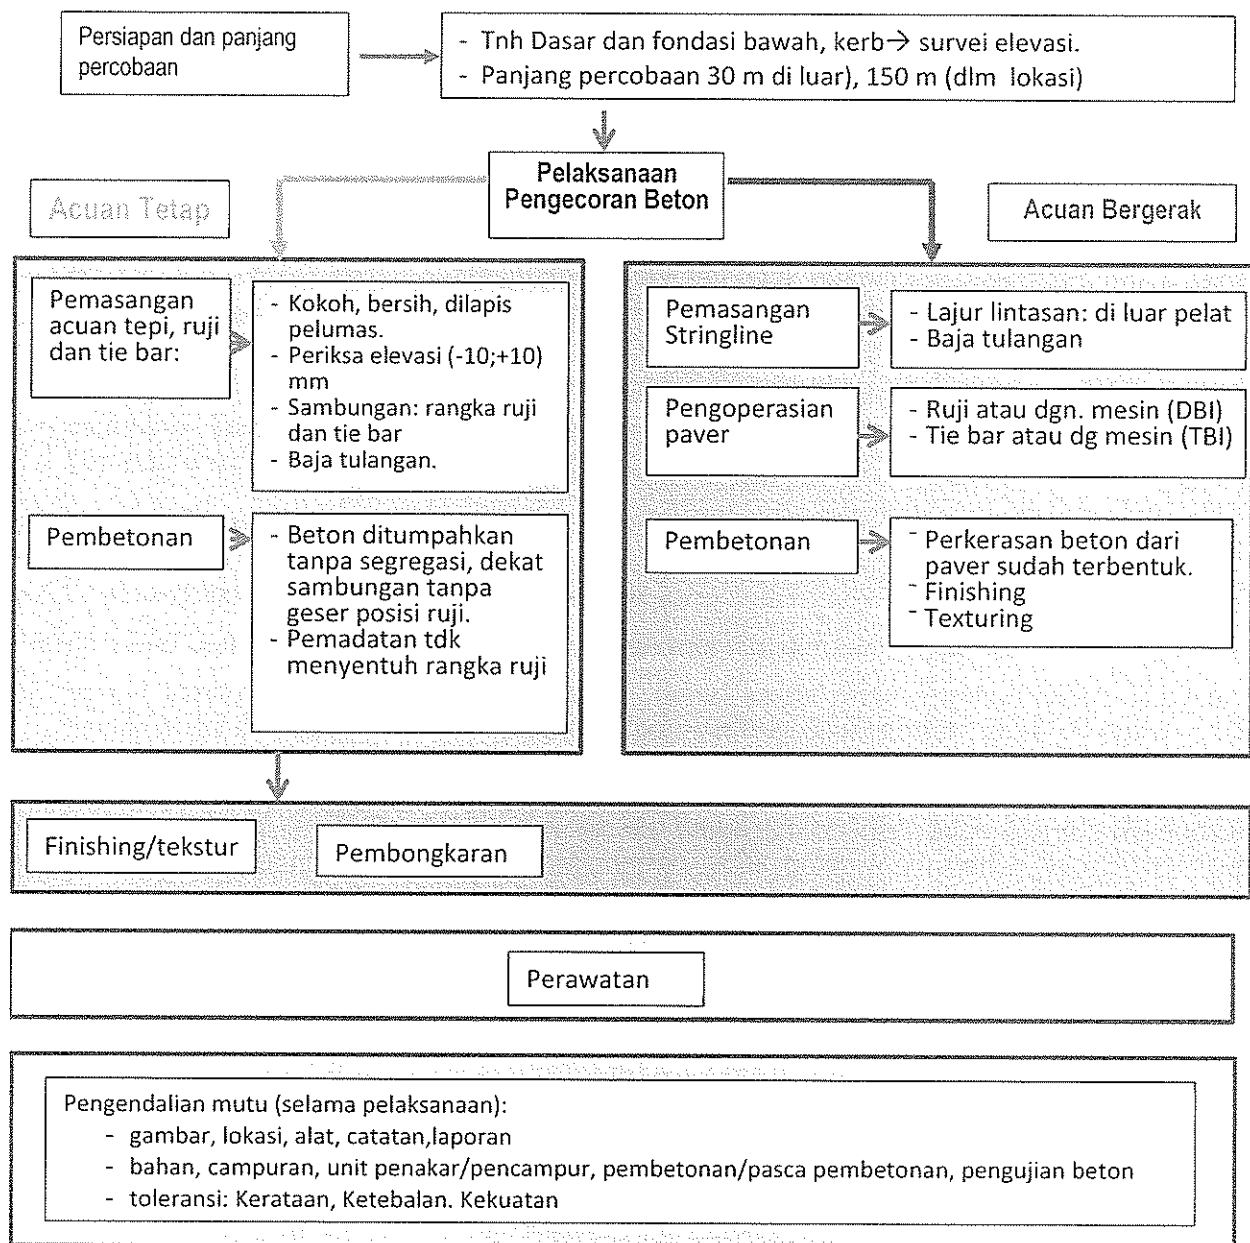 Persiapan dan panjang
percobaan
- Tnh Dasar dan fondasi bawah, kerb→ survei elevasi.
- Panjang percobaan 30 m di luar), 150 m (dlm lokasi)
Pelaksanaan
Pengecoran Beton
Acuan Tetap
Acuan Bergerak
Pemasangan
acuan tepi, ruji
dan tie bar:
- Kokoh, bersih, dilapis
pelumas.
- Periksa elevasi (-10;+10)
mm
- Sambungan: rangka ruji
dan tie bar
- Baja tulangan.
Pembetonan
- Beton ditumpahkan
tanpa segregasi, dekat
sambungan tanpa
geser posisi ruji.
- Pemadatan tdk
menyentuh rangka ruji
Pemasangan
Stringline
- Lajur lintasan: di luar pelat
- Baja tulangan
Pengoperasian
paver
- Ruji atau dgn. mesin (DBI)
- Tie bar atau dg mesin (TBI)
Pembetonan
- Perkerasan beton dari
paver sudah terbentuk.
- Finishing
- Texturing
Finishing/tekstur
Pembongkaran
Perawatan
Pengendalian mutu (selama pelaksanaan):
- gambar, lokasi, alat, catatan,laporan
- bahan, campuran, unit penakar/pencampur, pembetonan/pasca pembetonan, pengujian beton
- toleransi: Kerataan, Ketebalan. Kekuatan